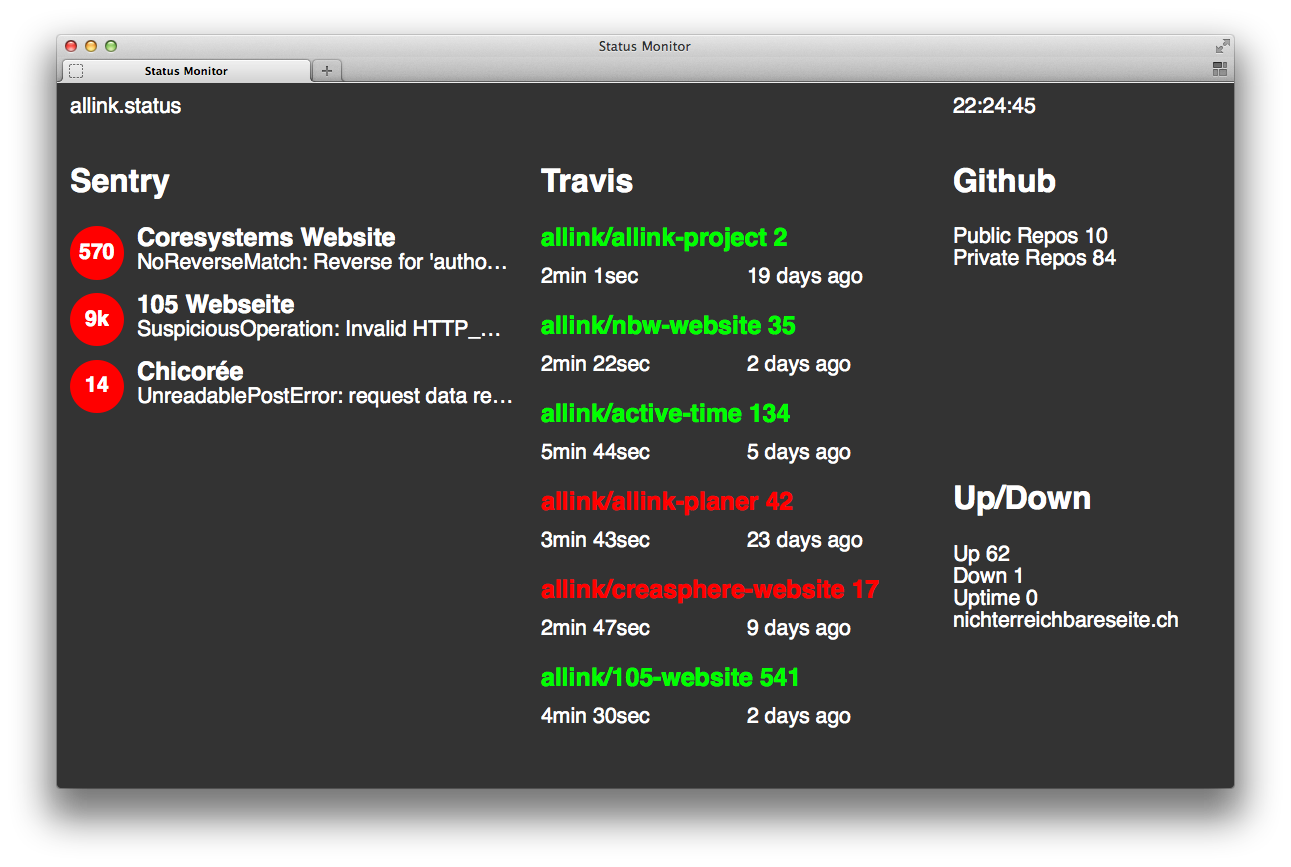 Status Monitor
Status Monitor
allink.status
22:24:45
Sentry
570
Coresystems Website
NoReverseMatch: Reverse for 'autho…
9k
105 Webseite
SuspiciousOperation: Invalid HTTP_…
14
Chicorée
UnreadablePostError: request data re…
Travis
allink/allink-project 2
2min 1sec 19 days ago
allink/nbw-website 35
2min 22sec 2 days ago
allink/active-time 134
5min 44sec 5 days ago
allink/allink-planer 42
3min 43sec 23 days ago
allink/creasphere-website 17
2min 47sec 9 days ago
allink/105-website 541
4min 30sec 2 days ago
Github
Public Repos 10
Private Repos 84
Up/Down
Up 62
Down 1
Uptime 0
nichterreichbareseite.ch